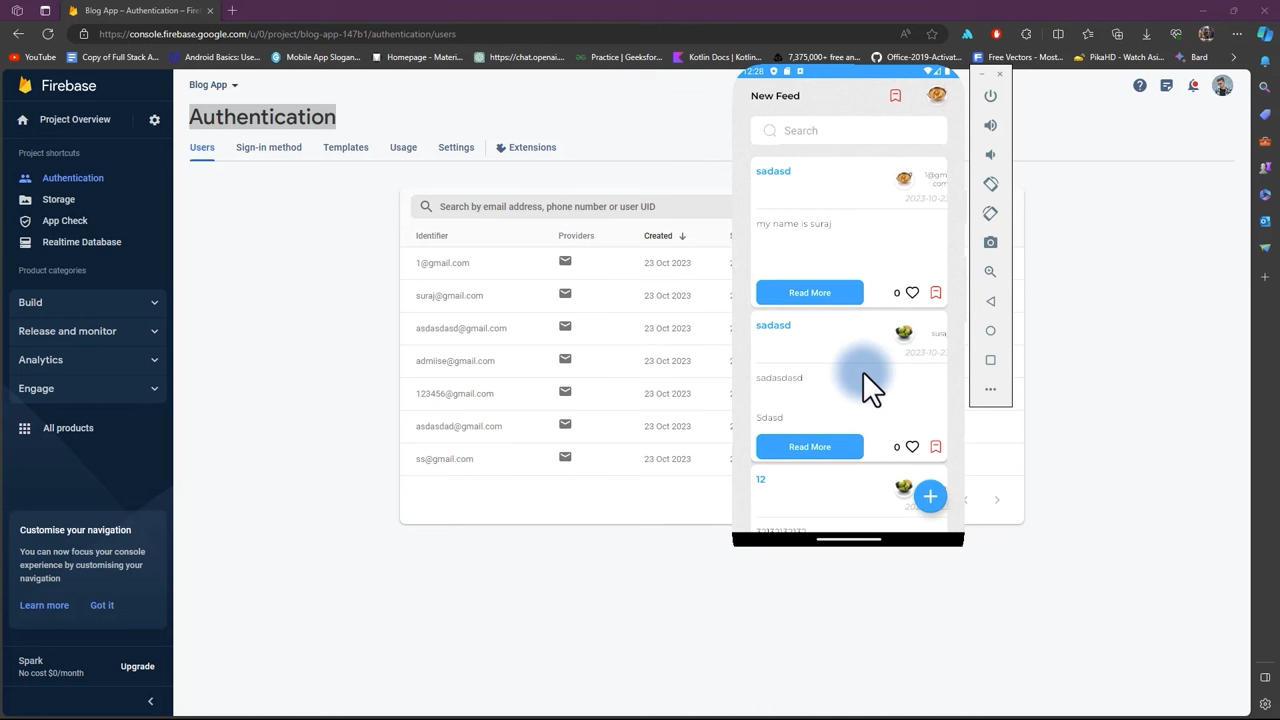 Blog App – Authentication – Fire
https://console.firebase.google.com/u/0/project/blog-app-147b1/authentication/users
YouTube
Copy of Full Stack A...
Android Basics: Use...
Mobile App Slogan...
Homepage - Mata...
https://chat.openai....
Practice | Geeksfor...
Kotlin Docs | Kotlin...
7,375,000+ free an...
Office-2019-Activat...
Free Vectors - Most...
PikaHD - Watch Asi...
Bard
Firebase
Blog App
Project Overview
Authentication
Users
Sign-in method
Templates
Usage
Settings
Extensions
Project shortcuts
Authentication
Storage
App Check
Realtime Database
Product categories
Build
Release and monitor
Analytics
Engage
All products
Customise your navigation
You can now focus your console
experience by customising your
navigation
Learn more
Got it
Spark
No cost $0/month
Upgrade
Search by email address, phone number or user UID
Identifier
Providers
Created
1@gmail.com
23 Oct 2023
suraj@gmail.com
23 Oct 2023
asdasdasd@gmail.com
23 Oct 2023
admiise@gmail.com
23 Oct 2023
123456@gmail.com
23 Oct 2023
asdasdad@gmail.com
23 Oct 2023
ss@gmail.com
23 Oct 2023
12:28
New Feed
Search
sadasd
1@gm
com
2023-10-2
my name is suraj
Read More
0
sadasd
suraj
2023-10-2
sadasdasd
Sdasd
Read More
0
12